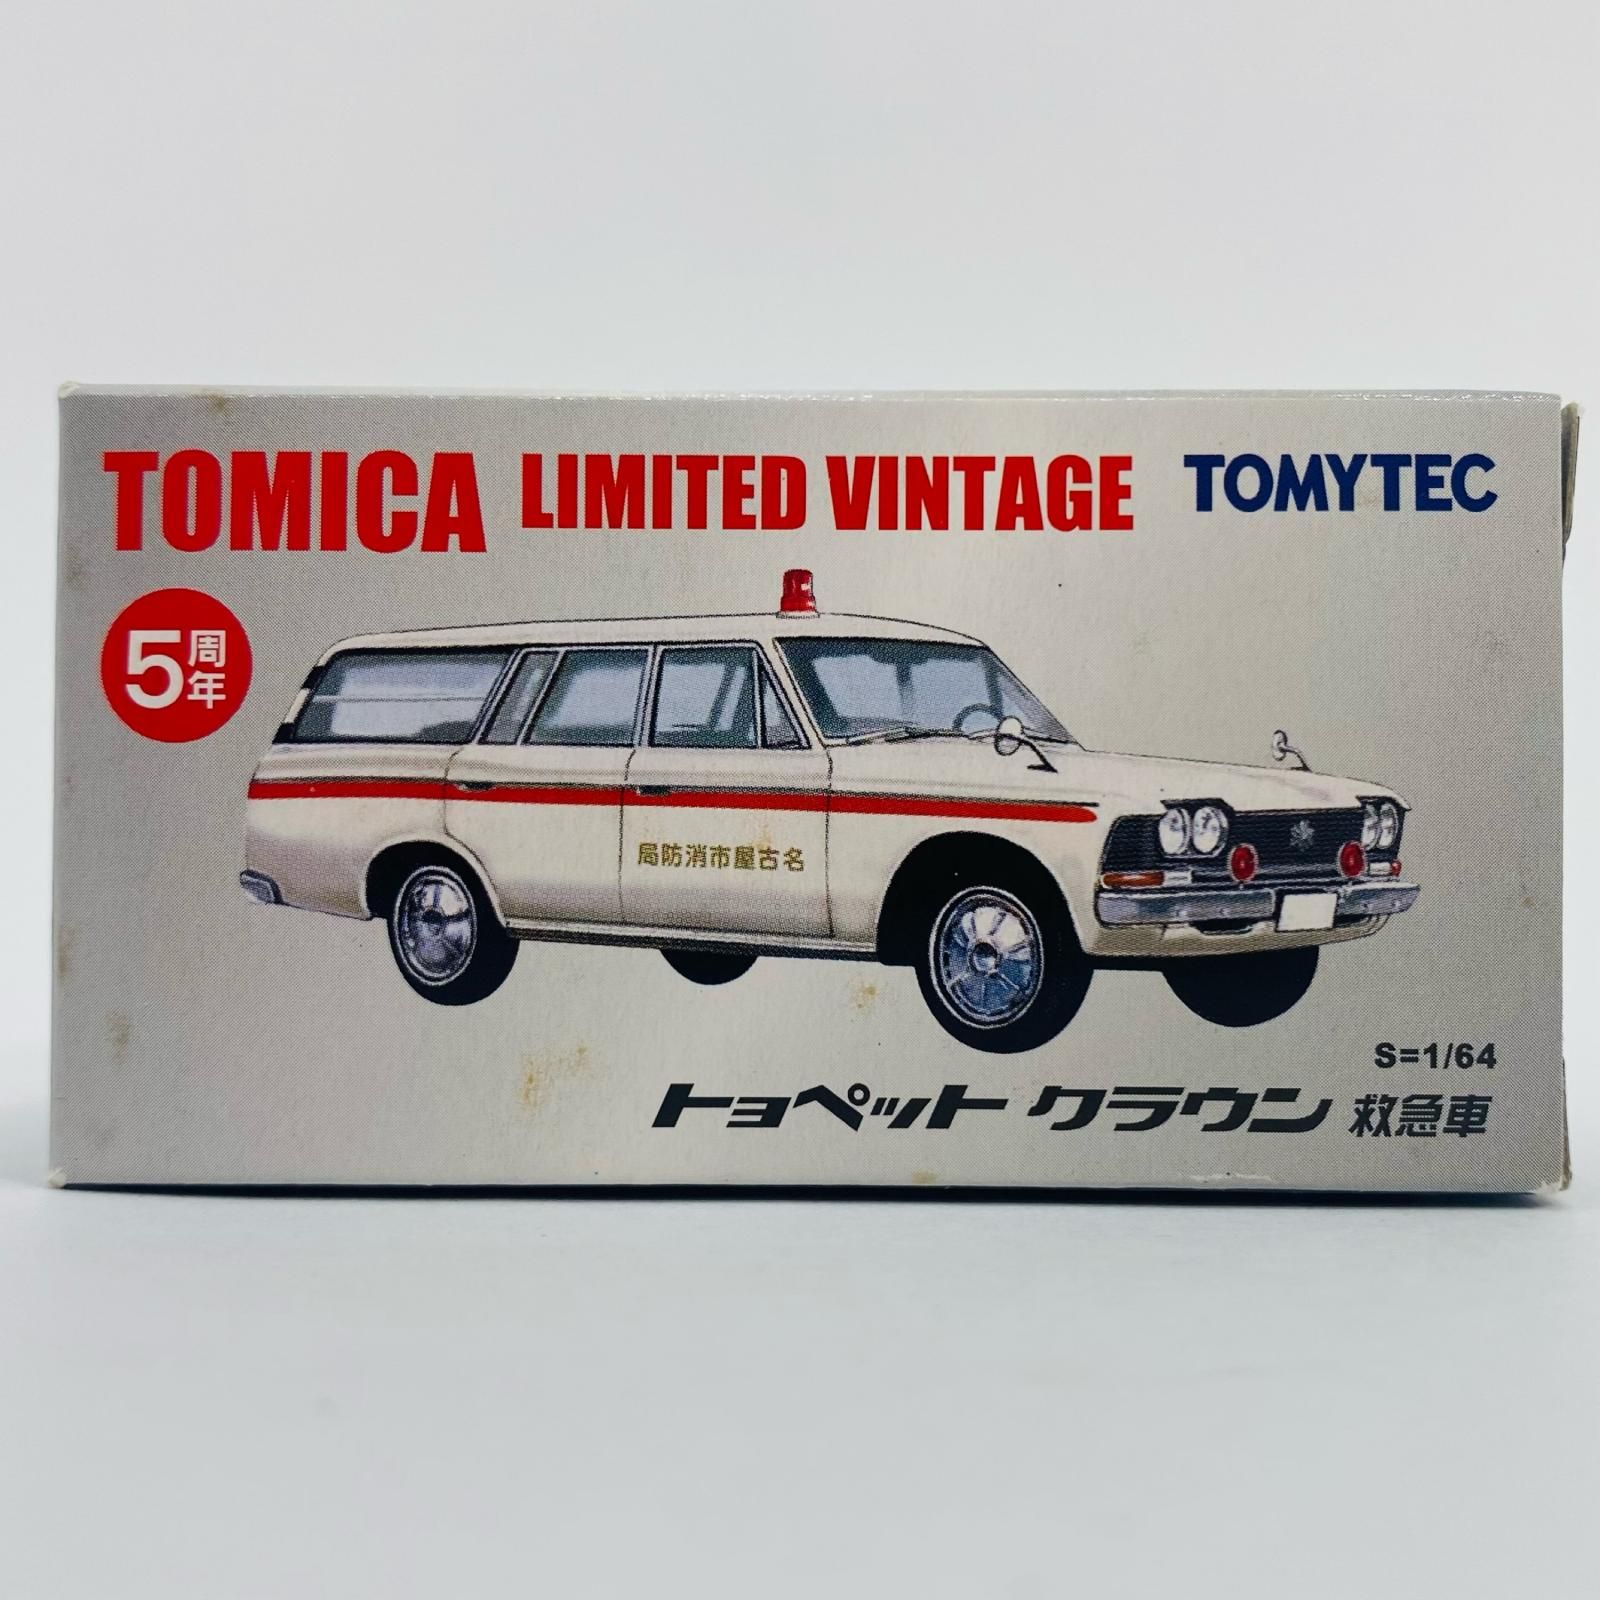 TOMICA LIMITED VINTAGE TOMYTEC
5周年
局防消市屋古名
S=1/64
トヨペット クラウン 救急車